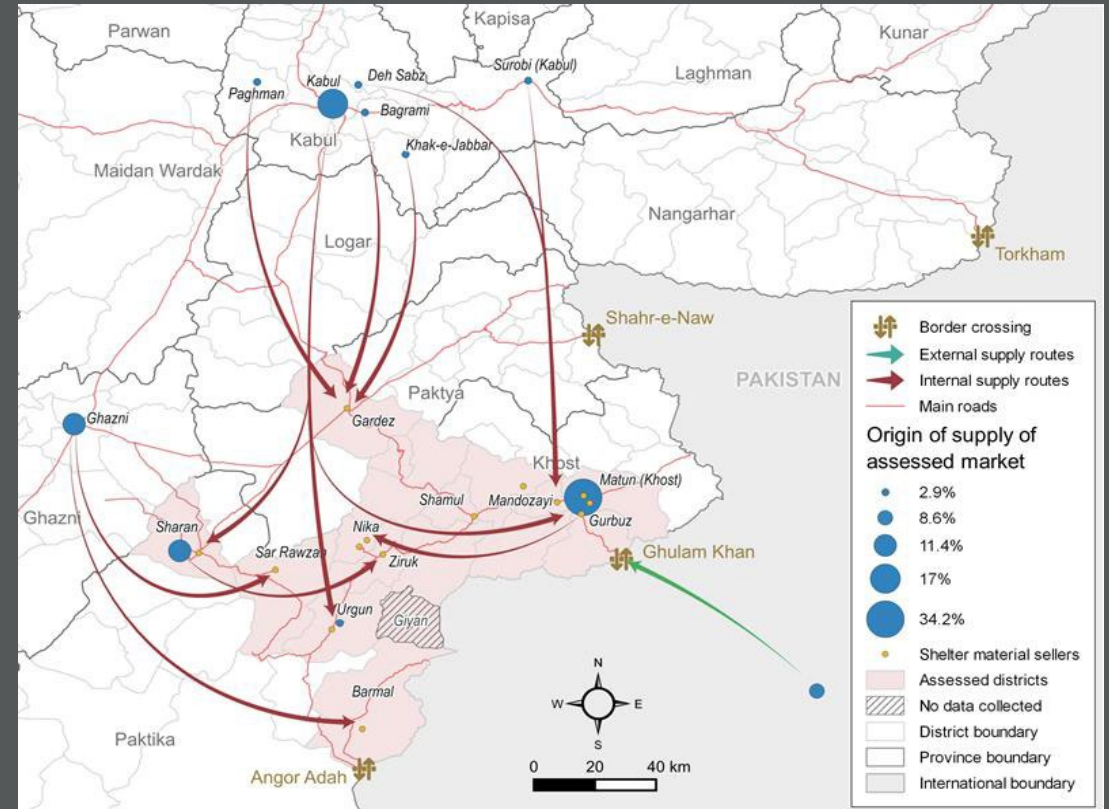 Parwan
Kapisa
Kunar
Laghman
Surobi (Kabul)
Paghman
Kabul
Deh Sabz
Bagrami
Kabul
Khak-e-Jabbar
Maidan Wardak
Nangarhar
Logar
Torkham
Shahr-e-Naw
PAKISTAN
Paktya
Gardez
Ghazni
Khost
Matun (Khost)
Shamul
Mandozayi
Gurbuz
Ghazni
Sharan
Nika
Sar Rawzah
Ziruk
Ghulam Khan
Urgun
Giyan
Barmal
Paktika
Angor Adah
N
W
E
S
0 20 40 km
Border crossing
External supply routes
Internal supply routes
Main roads
Origin of supply of
assessed market
2.9%
8.6%
11.4%
17%
34.2%
Shelter material sellers
Assessed districts
No data collected
District boundary
Province boundary
International boundary